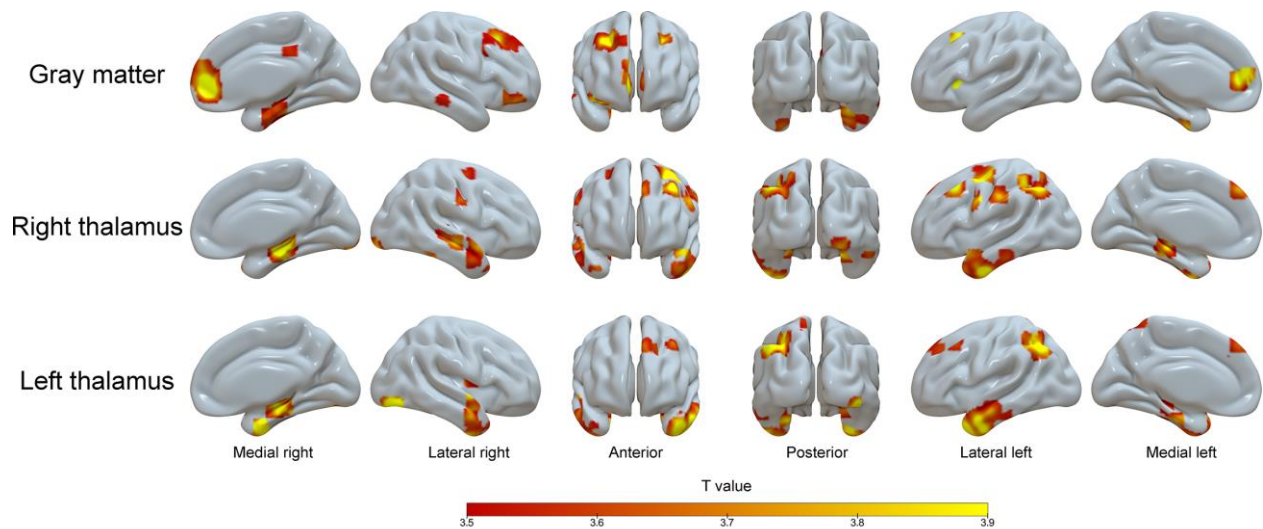 Gray matter
Right thalamus
Left thalamus
Medial right Lateral right Anterior Posterior Lateral left Medial left
T value
3.5 3.6 3.7 3.8 3.9